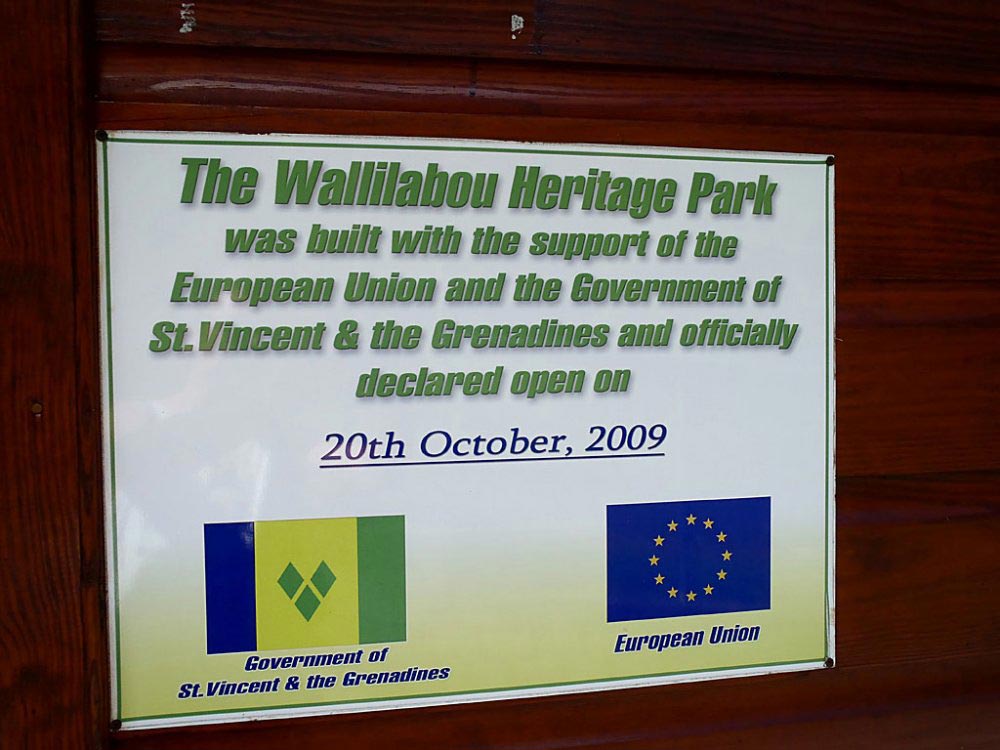 The Wallilabou Heritage Park
was built with the support of the
European Union and the Government of
St.Vincent & the Grenadines and officially
declared open on
20th October, 2009
Government of
St.Vincent & the Grenadines
European Union